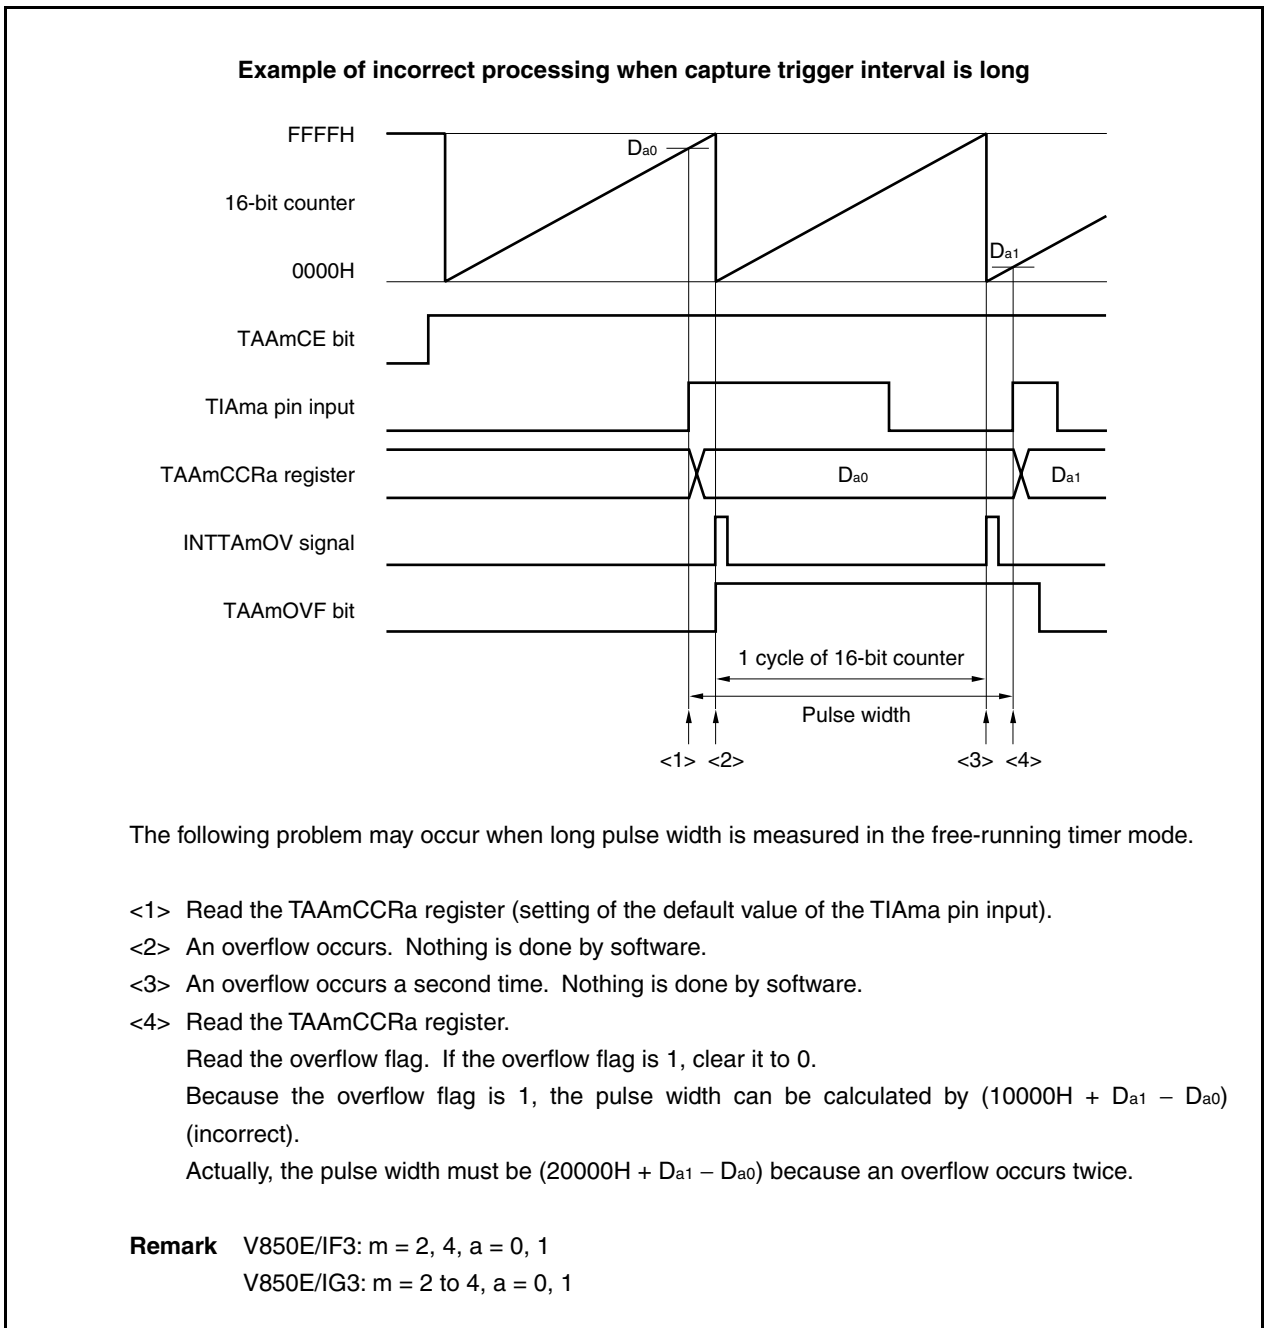 Example of incorrect processing when capture trigger interval is long
FFFFH
Da0
16-bit counter
Da1
0000H
TAAmCE bit
TIAma pin input
TAAmCCRa register
Da0
Da1
INTTAmOV signal
TAAmOVF bit
1 cycle of 16-bit counter
Pulse width
<1> <2> <3> <4>
The following problem may occur when long pulse width is measured in the free-running timer mode.
<1> Read the TAAmCCRa register (setting of the default value of the TIAma pin input).
<2> An overflow occurs. Nothing is done by software.
<3> An overflow occurs a second time. Nothing is done by software.
<4> Read the TAAmCCRa register.
Read the overflow flag. If the overflow flag is 1, clear it to 0.
Because the overflow flag is 1, the pulse width can be calculated by (10000H + Da1 − Da0)
(incorrect).
Actually, the pulse width must be (20000H + Da1 − Da0) because an overflow occurs twice.
Remark V850E/IF3: m = 2, 4, a = 0, 1
V850E/IG3: m = 2 to 4, a = 0, 1